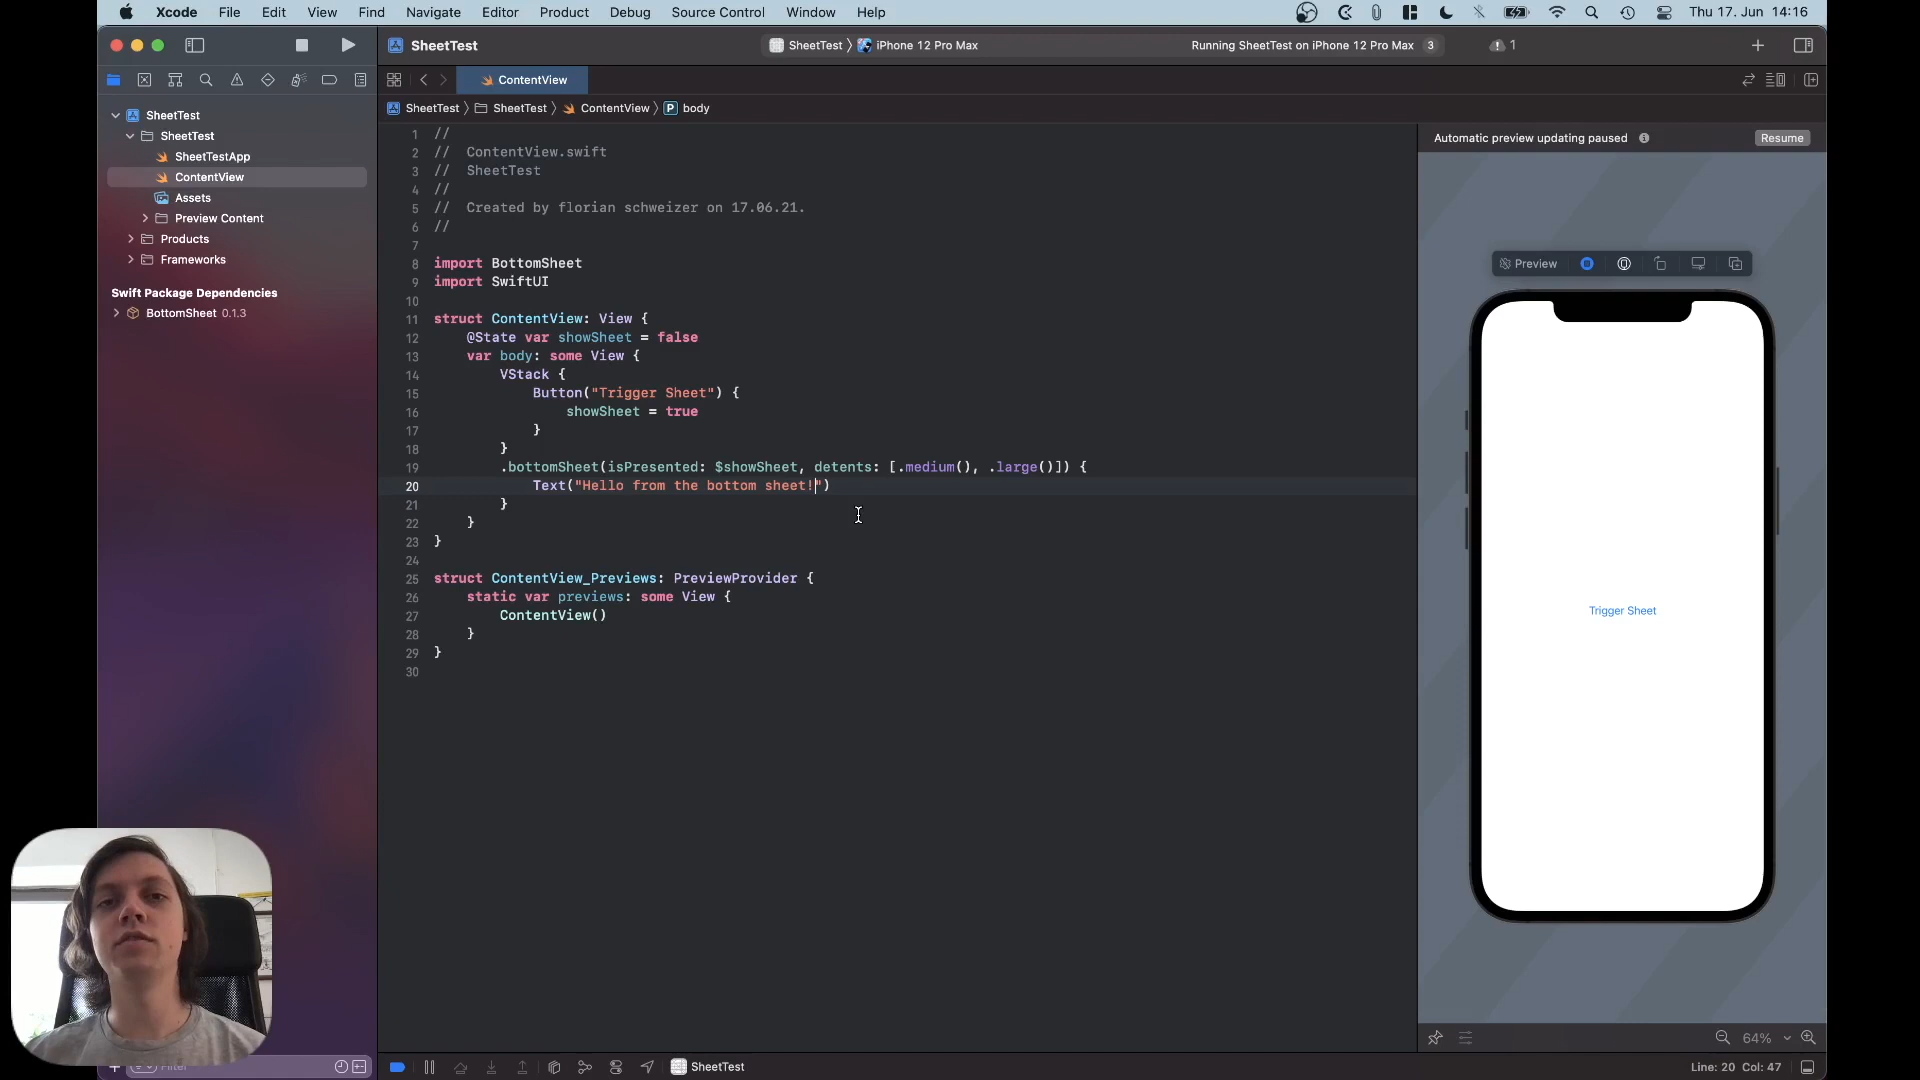 Xcode File Edit View Find Navigate Editor Product Debug Source Control Window Help Thu 17. Jun 14:16
SheetTest SheetTest iPhone 12 Pro Max Running SheetTest on iPhone 12 Pro Max 3 1
ContentView
SheetTest SheetTest ContentView P body
SheetTest
SheetTest
SheetTestApp
ContentView
Assets
Preview Content
Products
Frameworks
Swift Package Dependencies
BottomSheet 0.1.3
Filter
1 //
2 // ContentView.swift
3 // SheetTest
4 //
5 // Created by florian schweizer on 17.06.21.
6 //
7
8 import BottomSheet
9 import SwiftUI
10
11 struct ContentView: View {
12 @State var showSheet = false
13 var body: some View {
14 VStack {
15 Button("Trigger Sheet") {
16 showSheet = true
17 }
18 }
19 .bottomSheet(isPresented: $showSheet, detents: [.medium(), .large()]) {
20 Text("Hello from the bottom sheet!")
21 }
22 }
23 }
24
25 struct ContentView_Previews: PreviewProvider {
26 static var previews: some View {
27 ContentView()
28 }
29 }
30
Automatic preview updating paused Resume
Preview
Trigger Sheet
64%
SheetTest
Line: 20 Col: 47